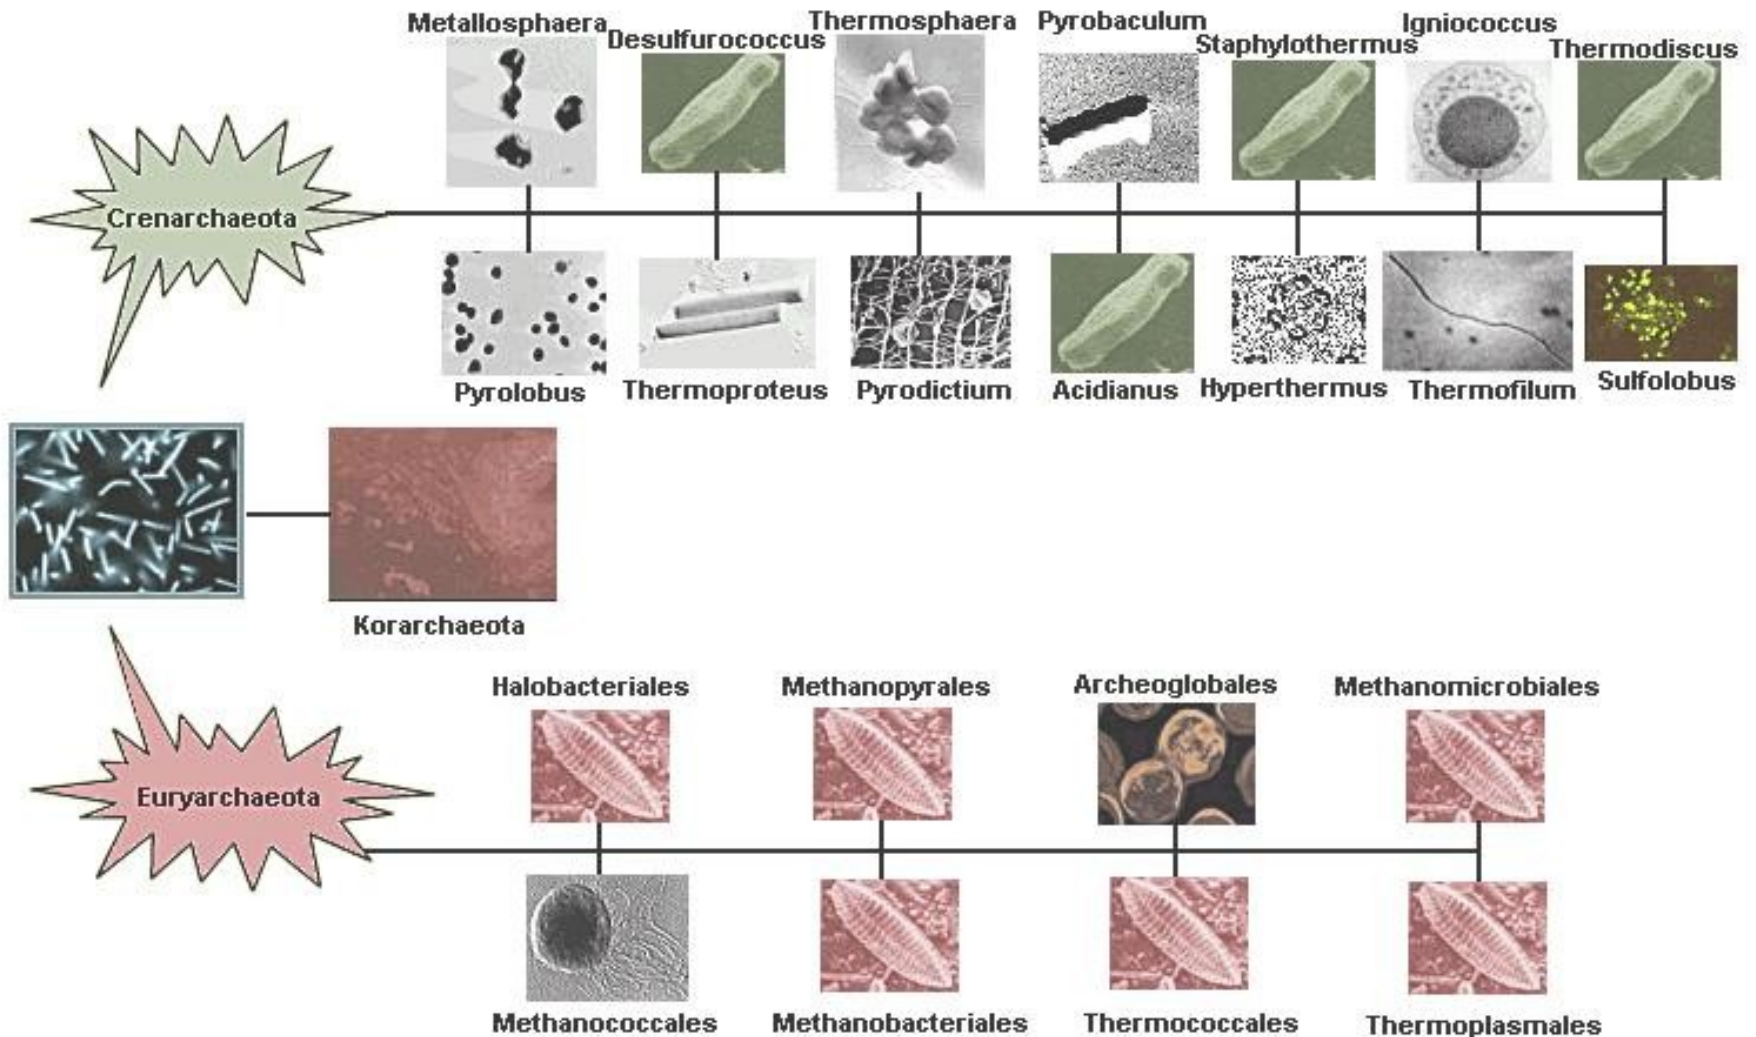 Metallosphaera
Desulfurococcus
Thermosphaera
Pyrobaculum
Staphylothermus
Igniococcus
Thermodiscus
Crenarchaeota
Pyrolobus
Thermoproteus
Pyrodictium
Acidianus
Hyperthermus
Thermofilum
Sulfolobus
Korarchaeota
Halobacteriales
Methanopyrales
Archeoglobales
Methanomicrobiales
Euryarchaeota
Methanococcales
Methanobacteriales
Thermococcales
Thermoplasmales